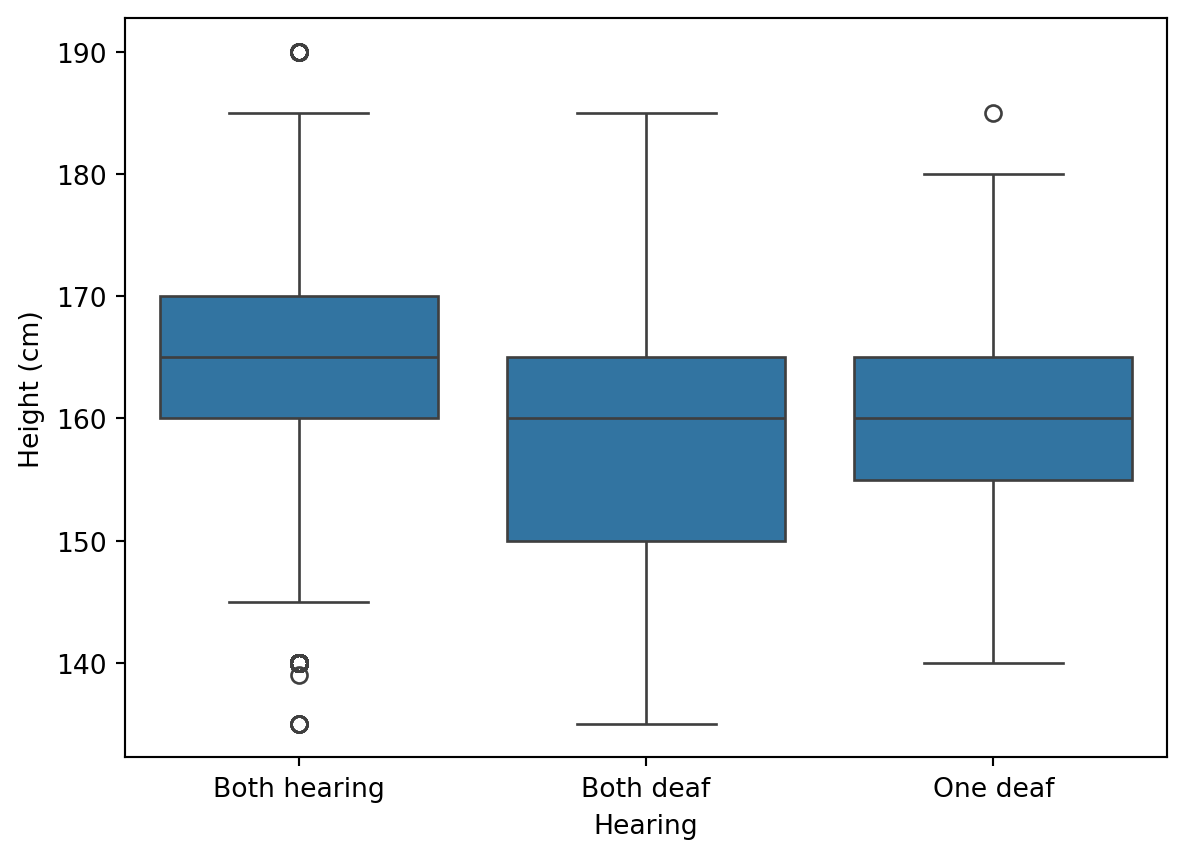 190
180
170
160
150
140
Height (cm)
Both hearing
Both deaf
One deaf
Hearing